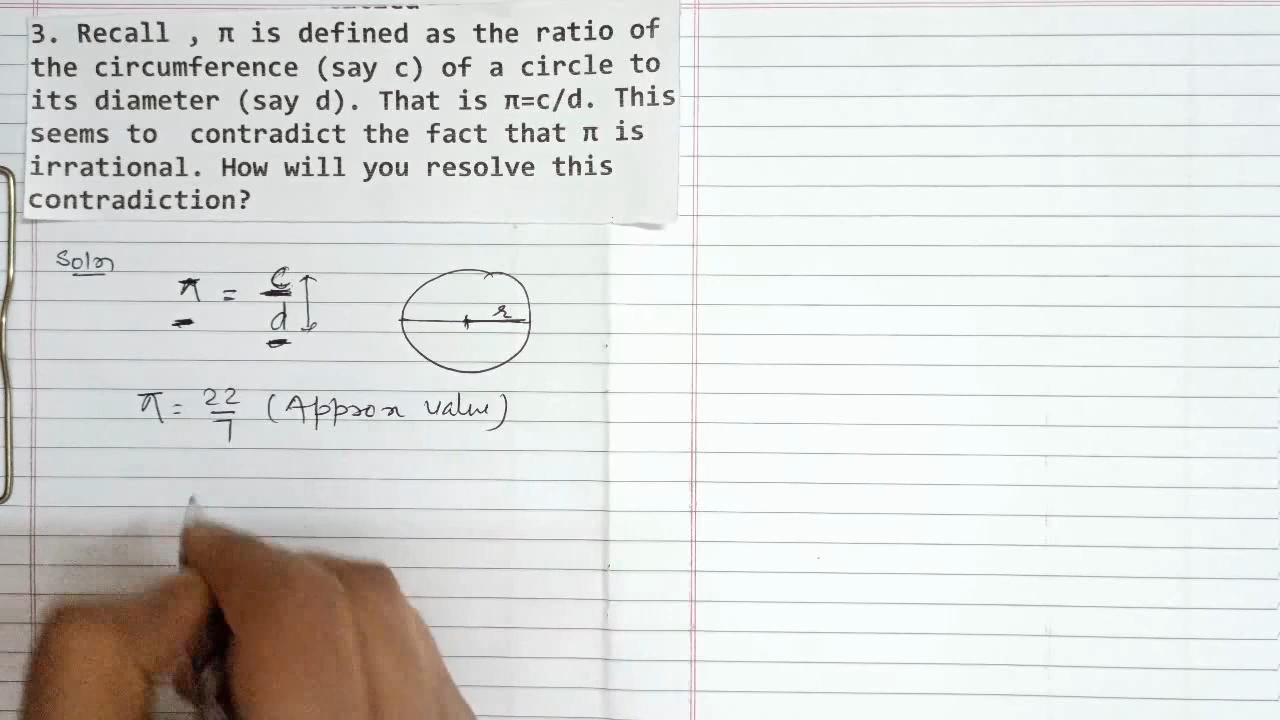 3. Recall , π is defined as the ratio of
the circumference (say c) of a circle to
its diameter (say d). That is π=c/d. This
seems to contradict the fact that π is
irrational. How will you resolve this
contradiction?
Soln
π = c/d
r
π = 22/7 (Approx value)